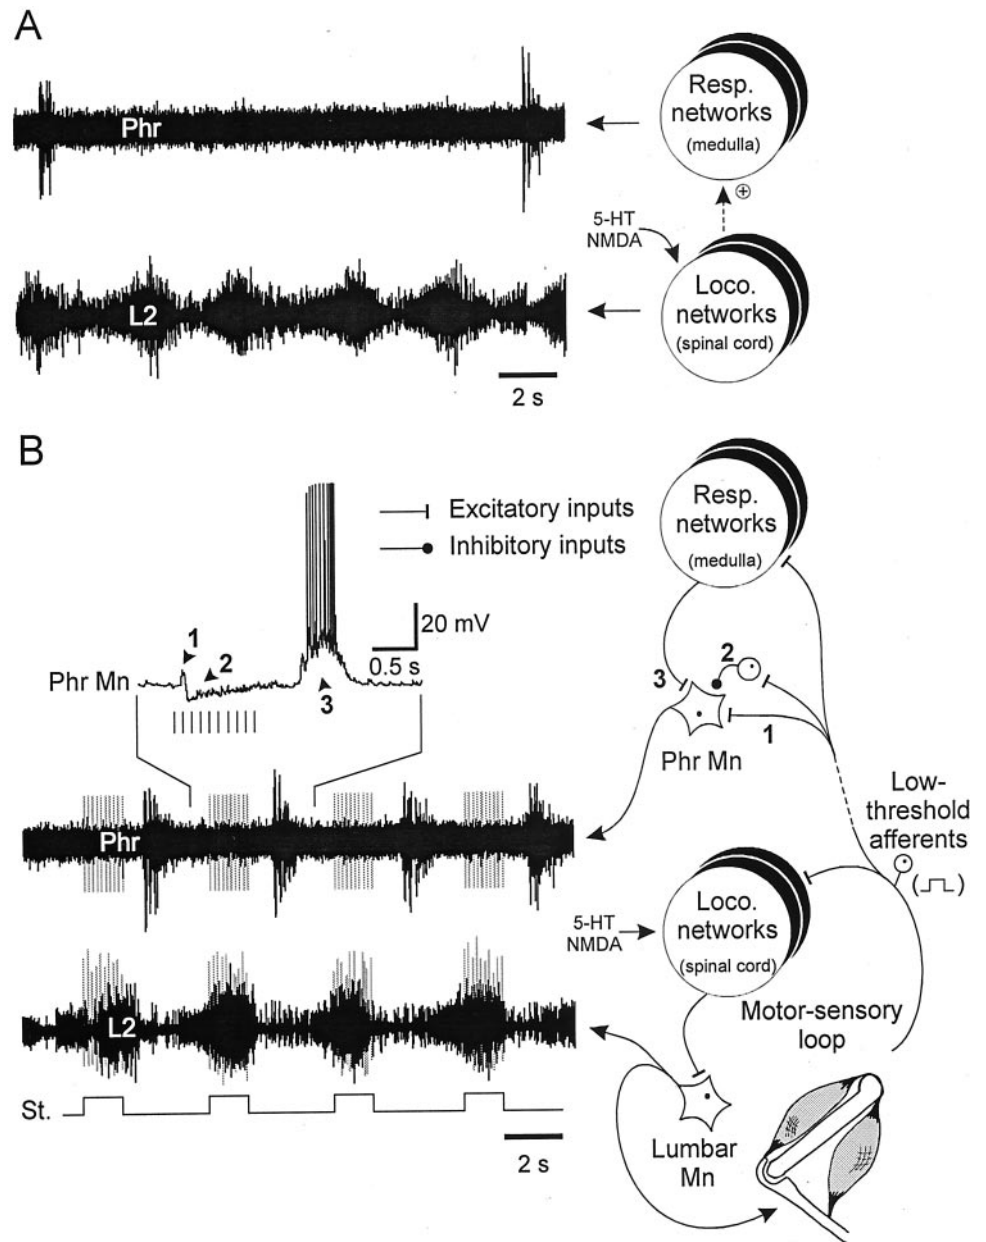 A
Phr
Resp.
networks
(medulla)
⊕
5-HT
NMDA
L2
Loco.
networks
(spinal cord)
2 s
B
Excitatory inputs
Inhibitory inputs
1
2
20 mV
0.5 s
Phr Mn
3
Resp.
networks
(medulla)
2
3
1
Phr Mn
Low-
threshold
afferents
Phr
5-HT
NMDA
Loco.
networks
(spinal cord)
L2
Motor-sensory
loop
St.
2 s
Lumbar
Mn